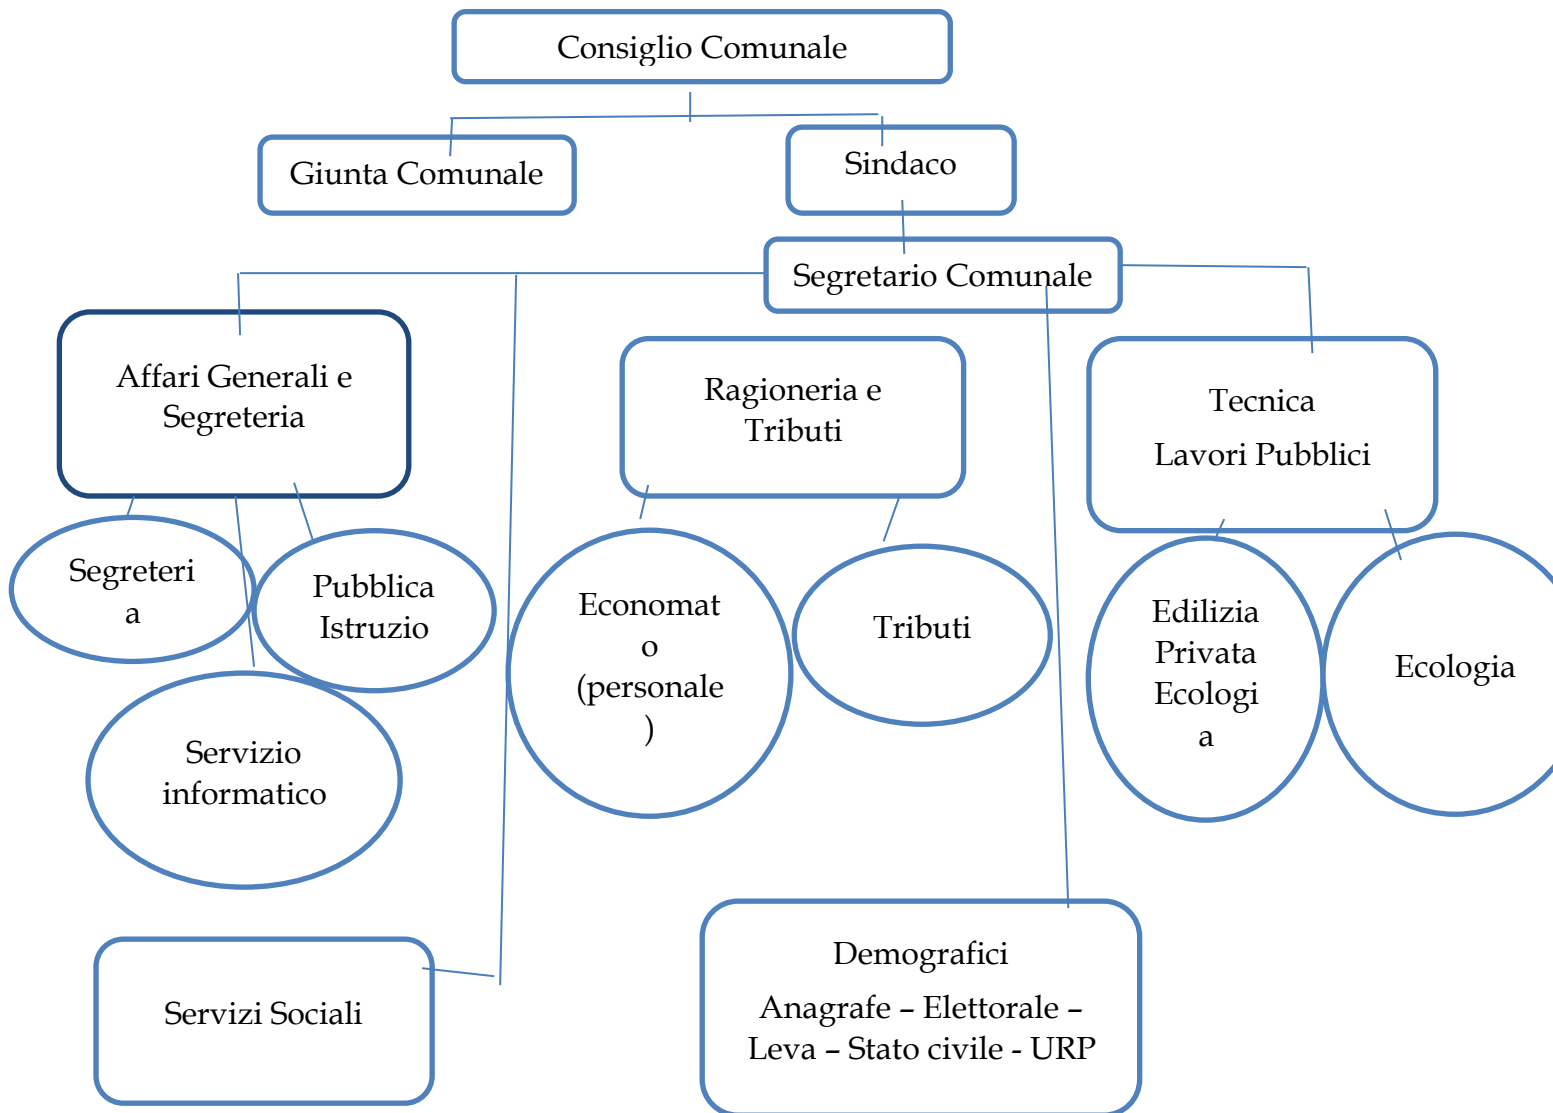 Consiglio Comunale
Giunta Comunale
Sindaco
Segretario Comunale
Affari Generali e
Segreteria
Ragioneria e
Tributi
Tecnica
Lavori Pubblici
Segreteri
a
Pubblica
Istruzio
Economat
o
(personale
)
Tributi
Edilizia
Privata
Ecologi
a
Ecologia
Servizio
informatico
Servizi Sociali
Demografici
Anagrafe – Elettorale –
Leva – Stato civile - URP